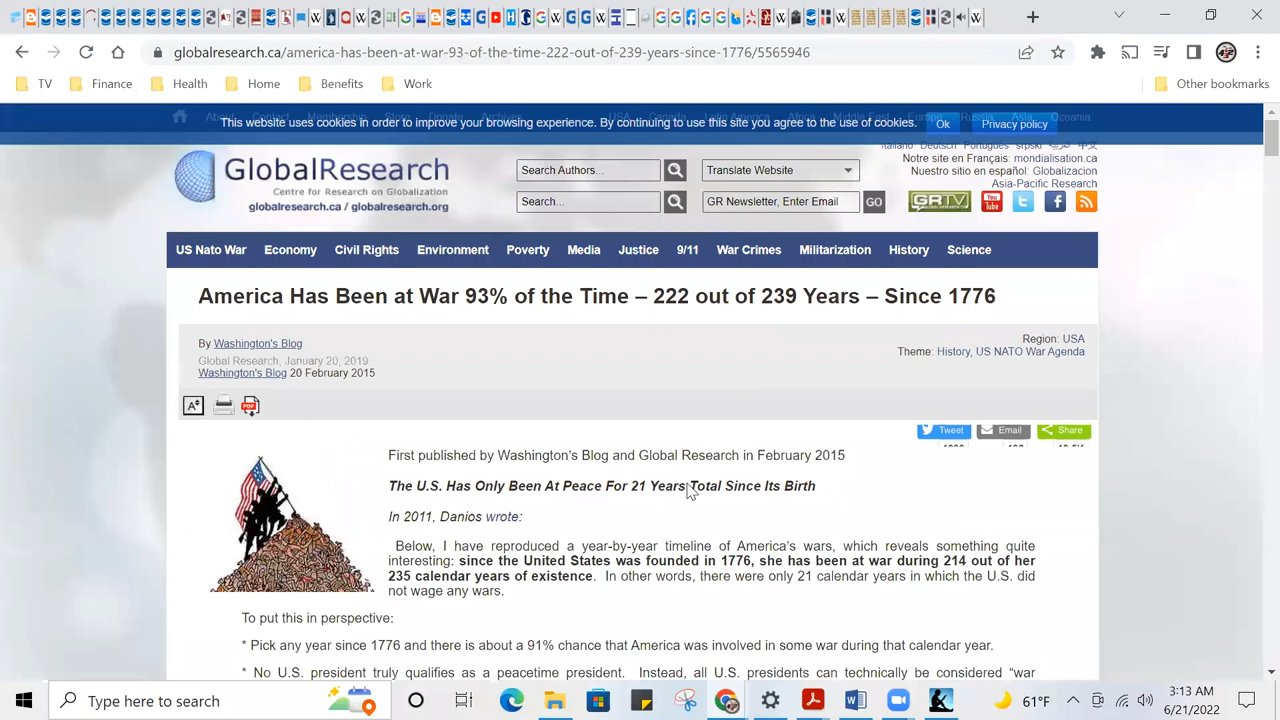 globalresearch.ca/america-has-been-at-war-93-of-the-time-222-out-of-239-years-since-1776/5565946
TV Finance Health Home Benefits Work Other bookmarks
This website uses cookies in order to improve your browsing experience. By continuing to use this site you agree to the use of cookies. Ok Privacy policy
Italiano Deutsch Português srpski العربية 中文
GlobalResearch Search Authors... Translate Website Notre site en Français: mondialisation.ca
Nuestro sitio en español: Globalizacion
Centre for Research on Globalization Asia-Pacific Research
globalresearch.ca / globalresearch.org Search... GR Newsletter, Enter Email GO GRTV You Tube
US Nato War Economy Civil Rights Environment Poverty Media Justice 9/11 War Crimes Militarization History Science
America Has Been at War 93% of the Time – 222 out of 239 Years – Since 1776
By Washington's Blog Region: USA
Global Research, January 20, 2019 Theme: History, US NATO War Agenda
Washington's Blog 20 February 2015
A PDF
Tweet Email Share
First published by Washington's Blog and Global Research in February 2015
The U.S. Has Only Been At Peace For 21 Years Total Since Its Birth
In 2011, Danios wrote:
Below, I have reproduced a year-by-year timeline of America's wars, which reveals something quite
interesting: since the United States was founded in 1776, she has been at war during 214 out of her
235 calendar years of existence. In other words, there were only 21 calendar years in which the U.S. did
not wage any wars.
To put this in perspective:
* Pick any year since 1776 and there is about a 91% chance that America was involved in some war during that calendar year.
* No U.S. president truly qualifies as a peacetime president. Instead, all U.S. presidents can technically be considered "war
Type here to search 61°F 3:13 AM
6/21/2022